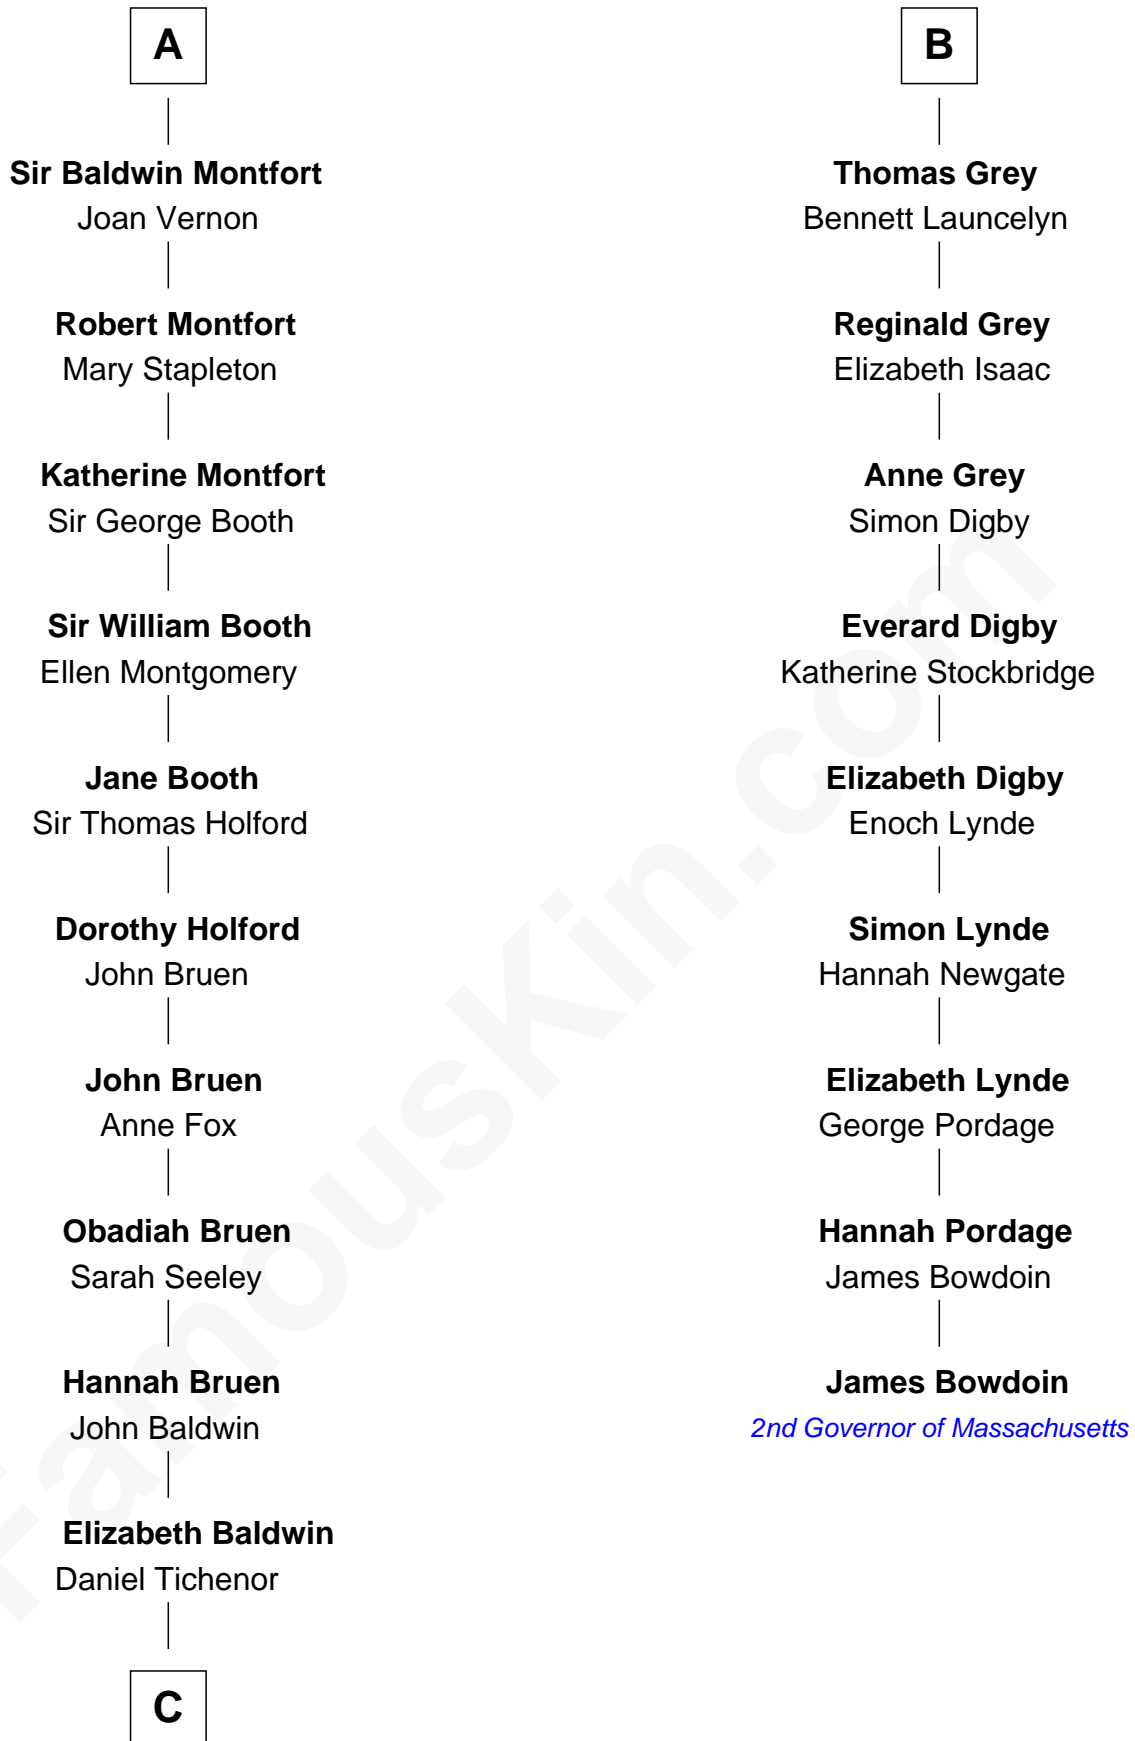 A
Sir Baldwin Montfort
Joan Vernon
Robert Montfort
Mary Stapleton
Katherine Montfort
Sir George Booth
Sir William Booth
Ellen Montgomery
Jane Booth
Sir Thomas Holford
Dorothy Holford
John Bruen
John Bruen
Anne Fox
Obadiah Bruen
Sarah Seeley
Hannah Bruen
John Baldwin
Elizabeth Baldwin
Daniel Tichenor
C
B
Thomas Grey
Bennett Launcelyn
Reginald Grey
Elizabeth Isaac
Anne Grey
Simon Digby
Everard Digby
Katherine Stockbridge
Elizabeth Digby
Enoch Lynde
Simon Lynde
Hannah Newgate
Elizabeth Lynde
George Pordage
Hannah Pordage
James Bowdoin
James Bowdoin
2nd Governor of Massachusetts
FamousKin.com